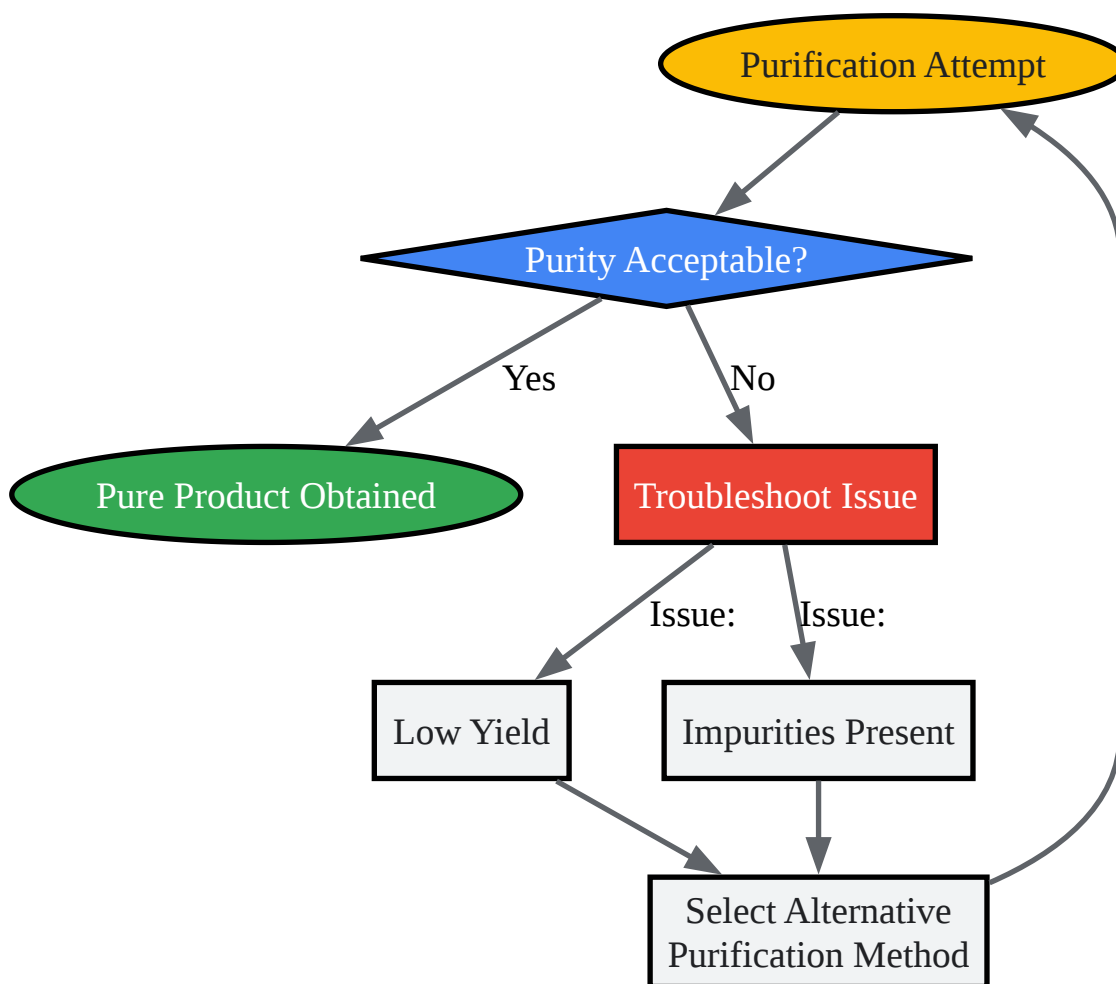 Purification Attempt
Purity Acceptable?
Yes
No
Pure Product Obtained
Troubleshoot Issue
Issue:
Issue:
Low Yield
Impurities Present
Select Alternative
Purification Method